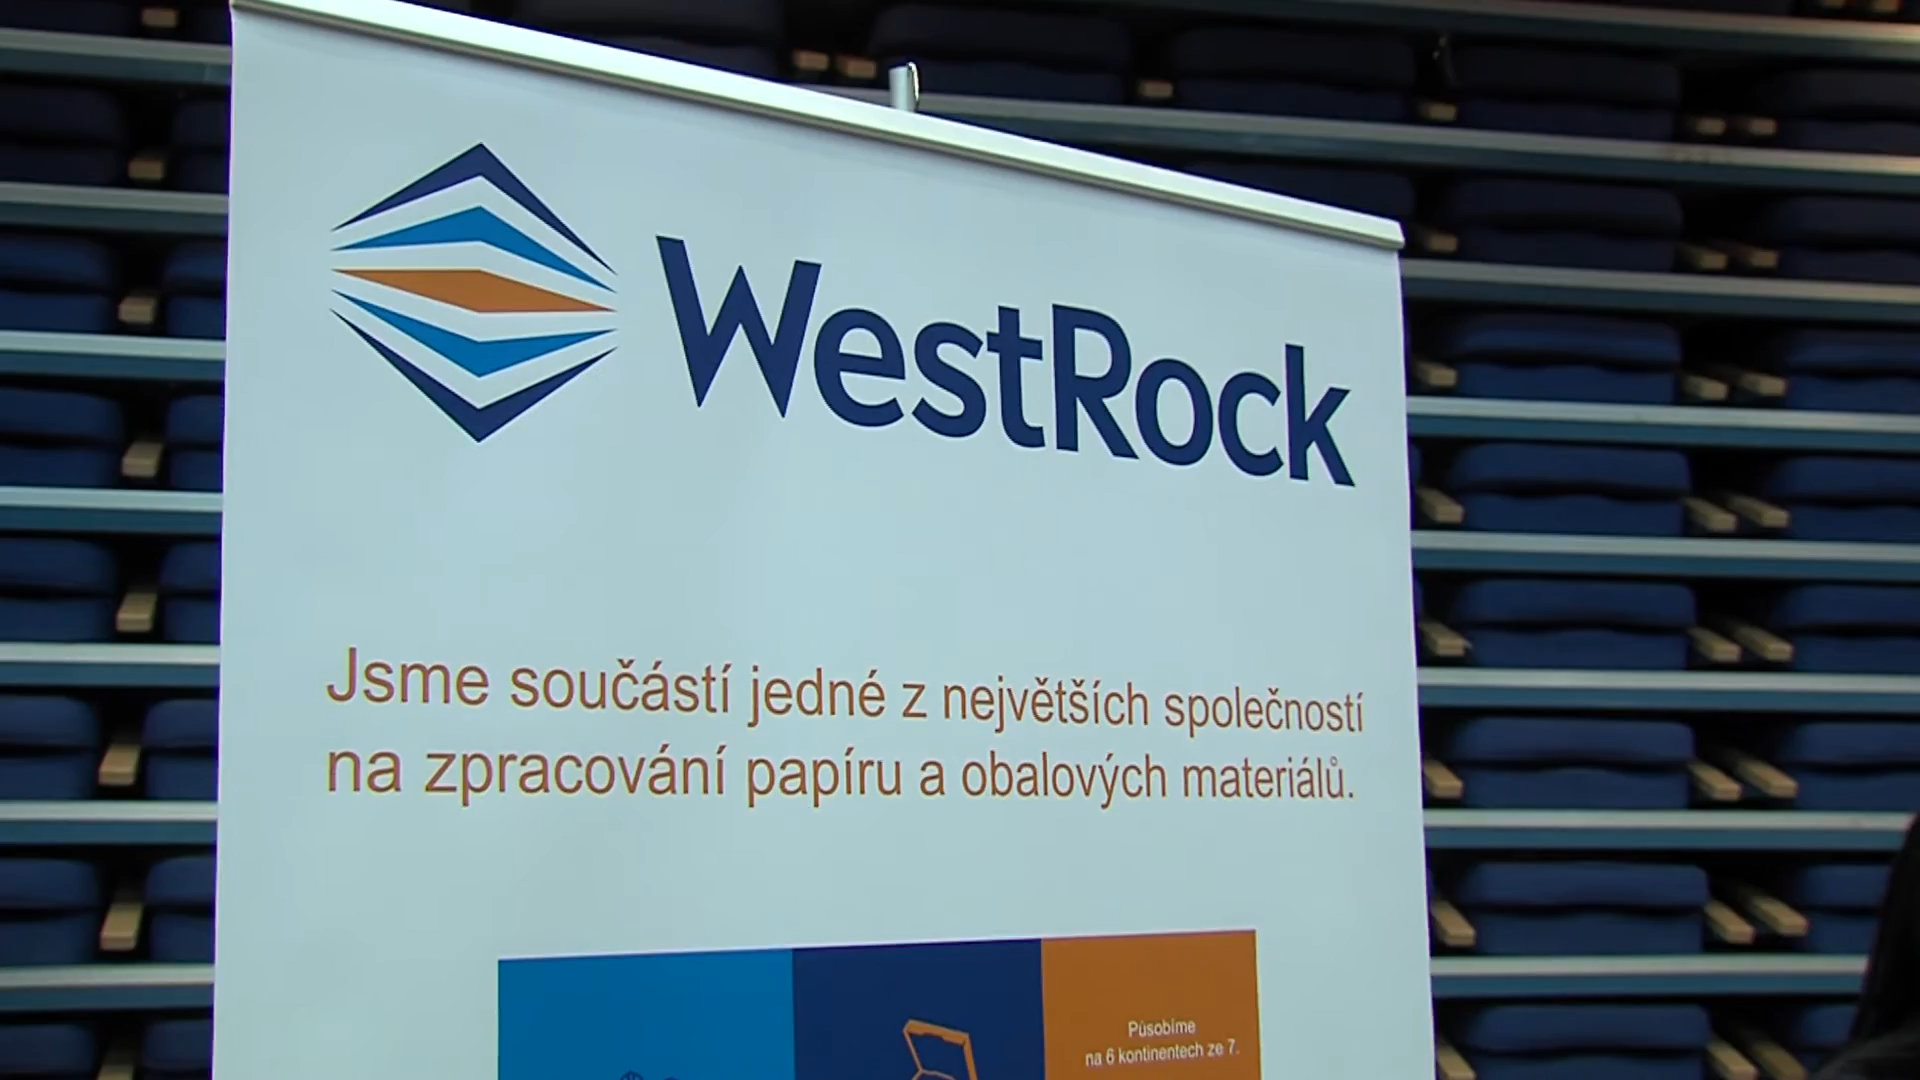 WestRock
Jsme součástí jedné z největších společností
na zpracování papíru a obalových materiálů.
Působíme
na 6 kontinentech ze 7.